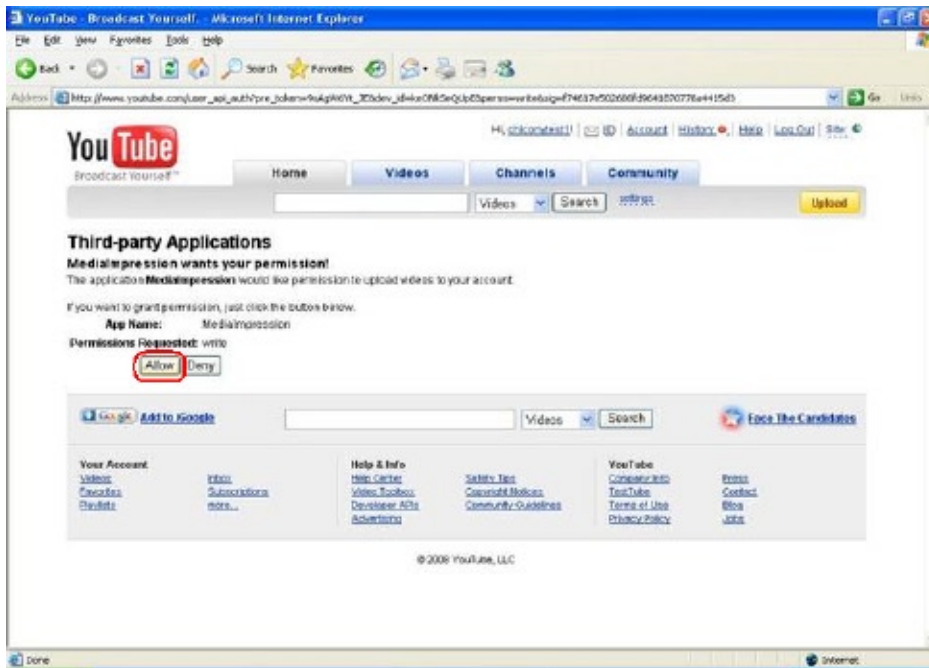 YouTube - Broadcast Yourself. - Microsoft Internet Explorer
File Edit View Favorites Tools Help
Back Search Favorites
Address Go Links
Hi, | Account | History | Help | Log Out | Site:
You Tube
Broadcast Yourself™
Home Videos Channels Community
Videos Search Upload
Third-party Applications
MediaImpression wants your permission!
The application MediaImpression would like permission to upload videos to your account.
If you want to grant permission, just click the button below.
App Name: MediaImpression
Permissions Requested: write
Allow Deny
Google Add to iGoogle Videos Search Face The Candidates
Your Account Help & Info YouTube
Videos Inbox Help Center Safety Tips Company Info Press
Favorites Subscriptions Video Toolbox Copyright Notices TestTube Contact
Playlists more... Developer APIs Community Guidelines Terms of Use Blog
Advertising Privacy Policy Jobs
© 2008 YouTube, LLC
Done Internet